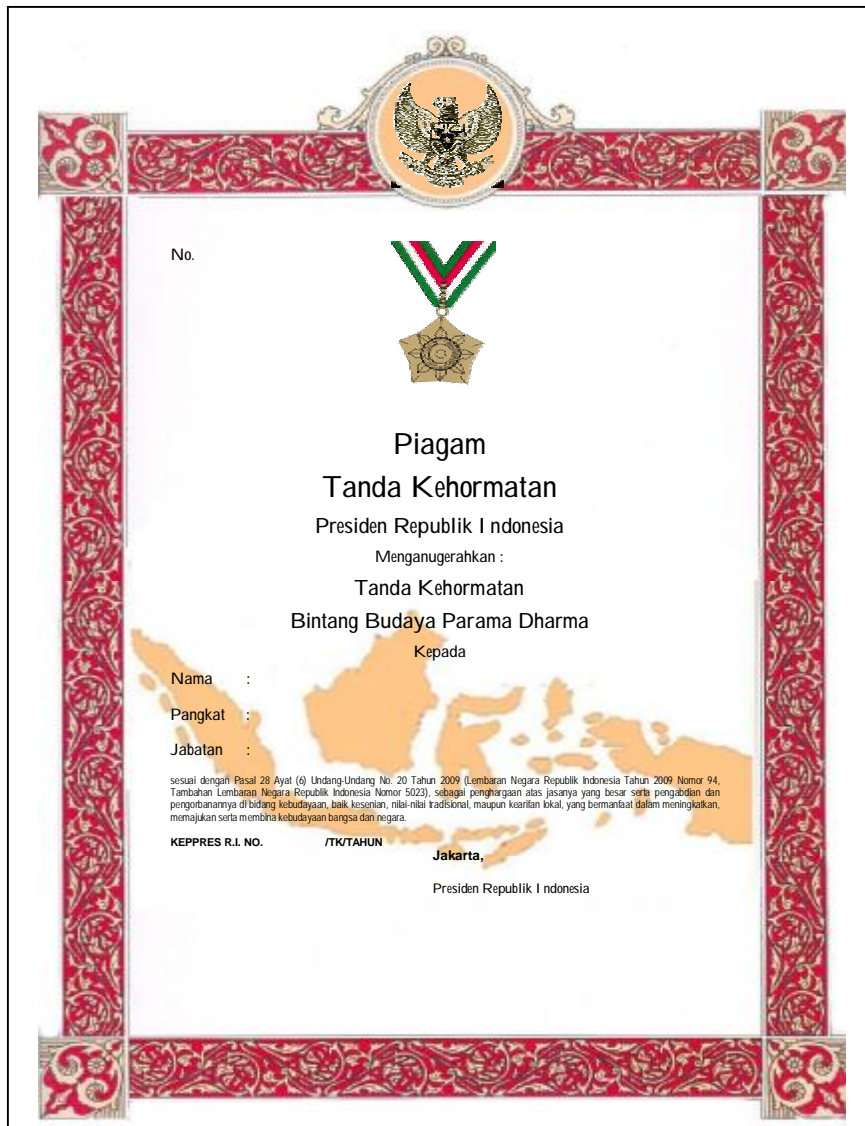 No.
Piagam
Tanda Kehormatan
Presiden Republik Indonesia
Menganugerahkan :
Tanda Kehormatan
Bintang Budaya Parama Dharma
Kepada
Nama :
Pangkat :
Jabatan :
sesuai dengan Pasal 28 Ayat (6) Undang-Undang No. 20 Tahun 2009 (Lembaran Negara Republik Indonesia Tahun 2009 Nomor 94,
Tambahan Lembaran Negara Republik Indonesia Nomor 5023), sebagai penghargaan atas jasanya yang besar serta pengabdian dan
pengorbanannya di bidang kebudayaan, baik kesenian, nilai-nilai tradisional, maupun kearifan lokal, yang bermanfaat dalam meningkatkan,
memajukan serta membina kebudayaan bangsa dan negara.
KEPPRES R.I. NO. /TK/TAHUN
Jakarta,
Presiden Republik Indonesia